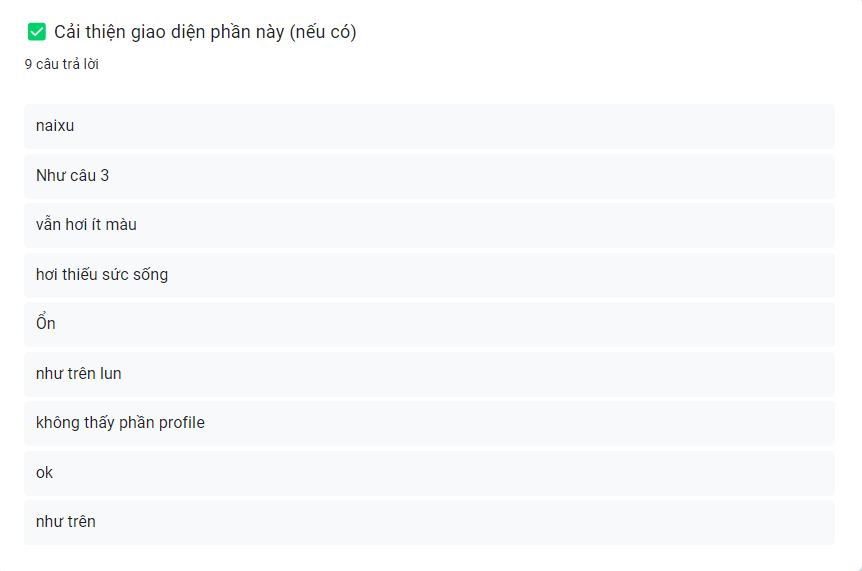 Cải thiện giao diện phần này (nếu có)
9 câu trả lời
naixu
Như câu 3
vẫn hơi ít màu
hơi thiếu sức sống
Ổn
như trên lun
không thấy phần profile
ok
như trên